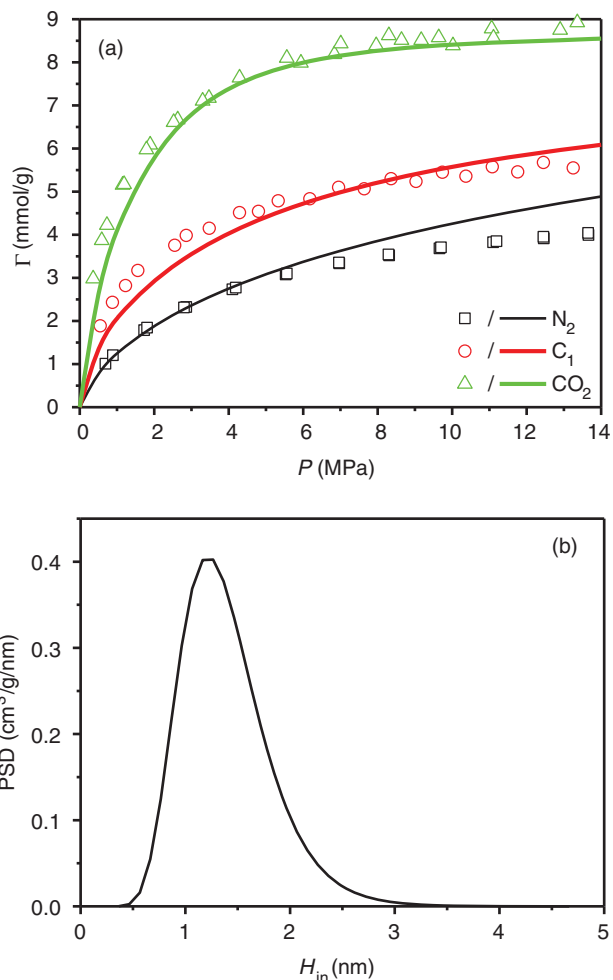 (a)
Γ (mmol/g)
9
8
7
6
5
4
3
2
1
0
/ N₂
/ C₁
/ CO₂
0 2 4 6 8 10 12 14
P (MPa)
(b)
PSD (cm³/g/nm)
0.4
0.3
0.2
0.1
0.0
0 1 2 3 4 5
H_in (nm)